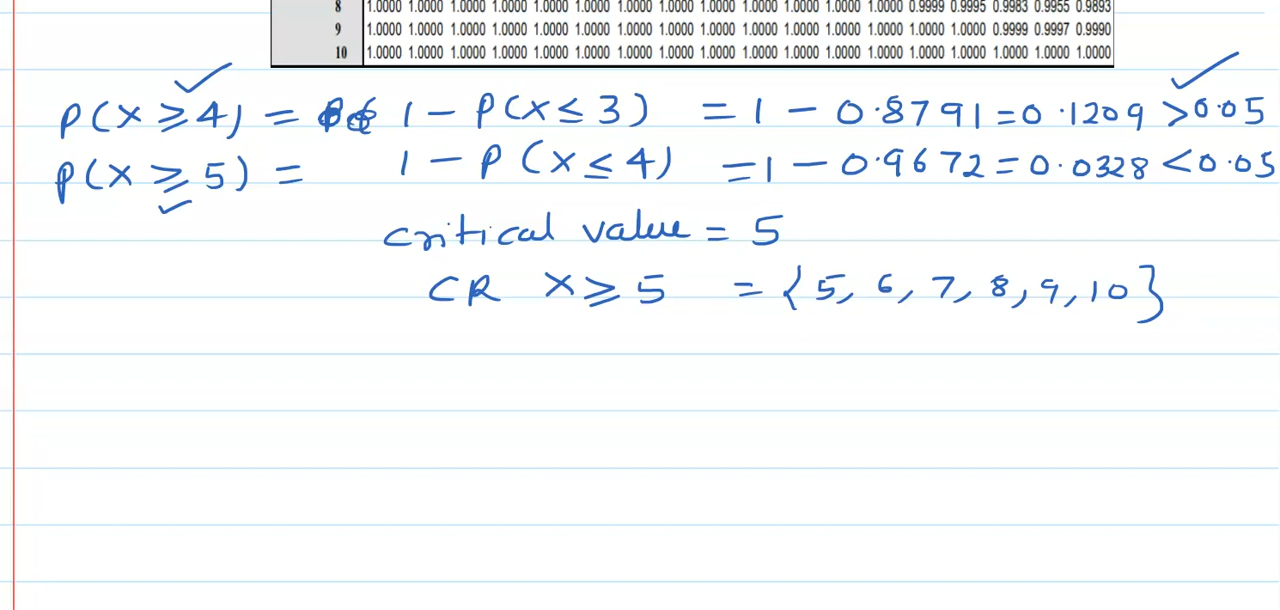 8 1.0000 1.0000 1.0000 1.0000 1.0000 1.0000 1.0000 1.0000 1.0000 1.0000 1.0000 1.0000 1.0000 0.9999 0.9995 0.9983 0.9955 0.9893
9 1.0000 1.0000 1.0000 1.0000 1.0000 1.0000 1.0000 1.0000 1.0000 1.0000 1.0000 1.0000 1.0000 1.0000 1.0000 0.9999 0.9997 0.9990
10 1.0000 1.0000 1.0000 1.0000 1.0000 1.0000 1.0000 1.0000 1.0000 1.0000 1.0000 1.0000 1.0000 1.0000 1.0000 1.0000 1.0000 1.0000
P(X ≥ 4) = 1 - P(X ≤ 3) = 1 - 0.8791 = 0.1209 > 0.05
P(X ≥ 5) = 1 - P(X ≤ 4) = 1 - 0.9672 = 0.0328 < 0.05
critical value = 5
CR X ≥ 5 = {5, 6, 7, 8, 9, 10}